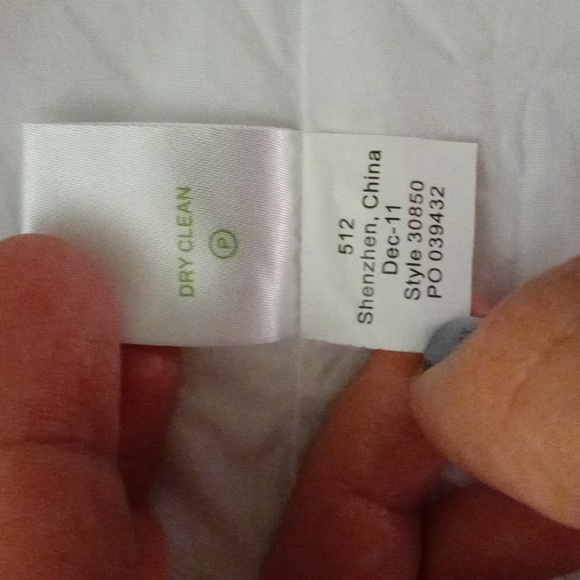 DRY CLEAN
P
512
Shenzhen, China
Dec-11
Style 30850
PO 039432